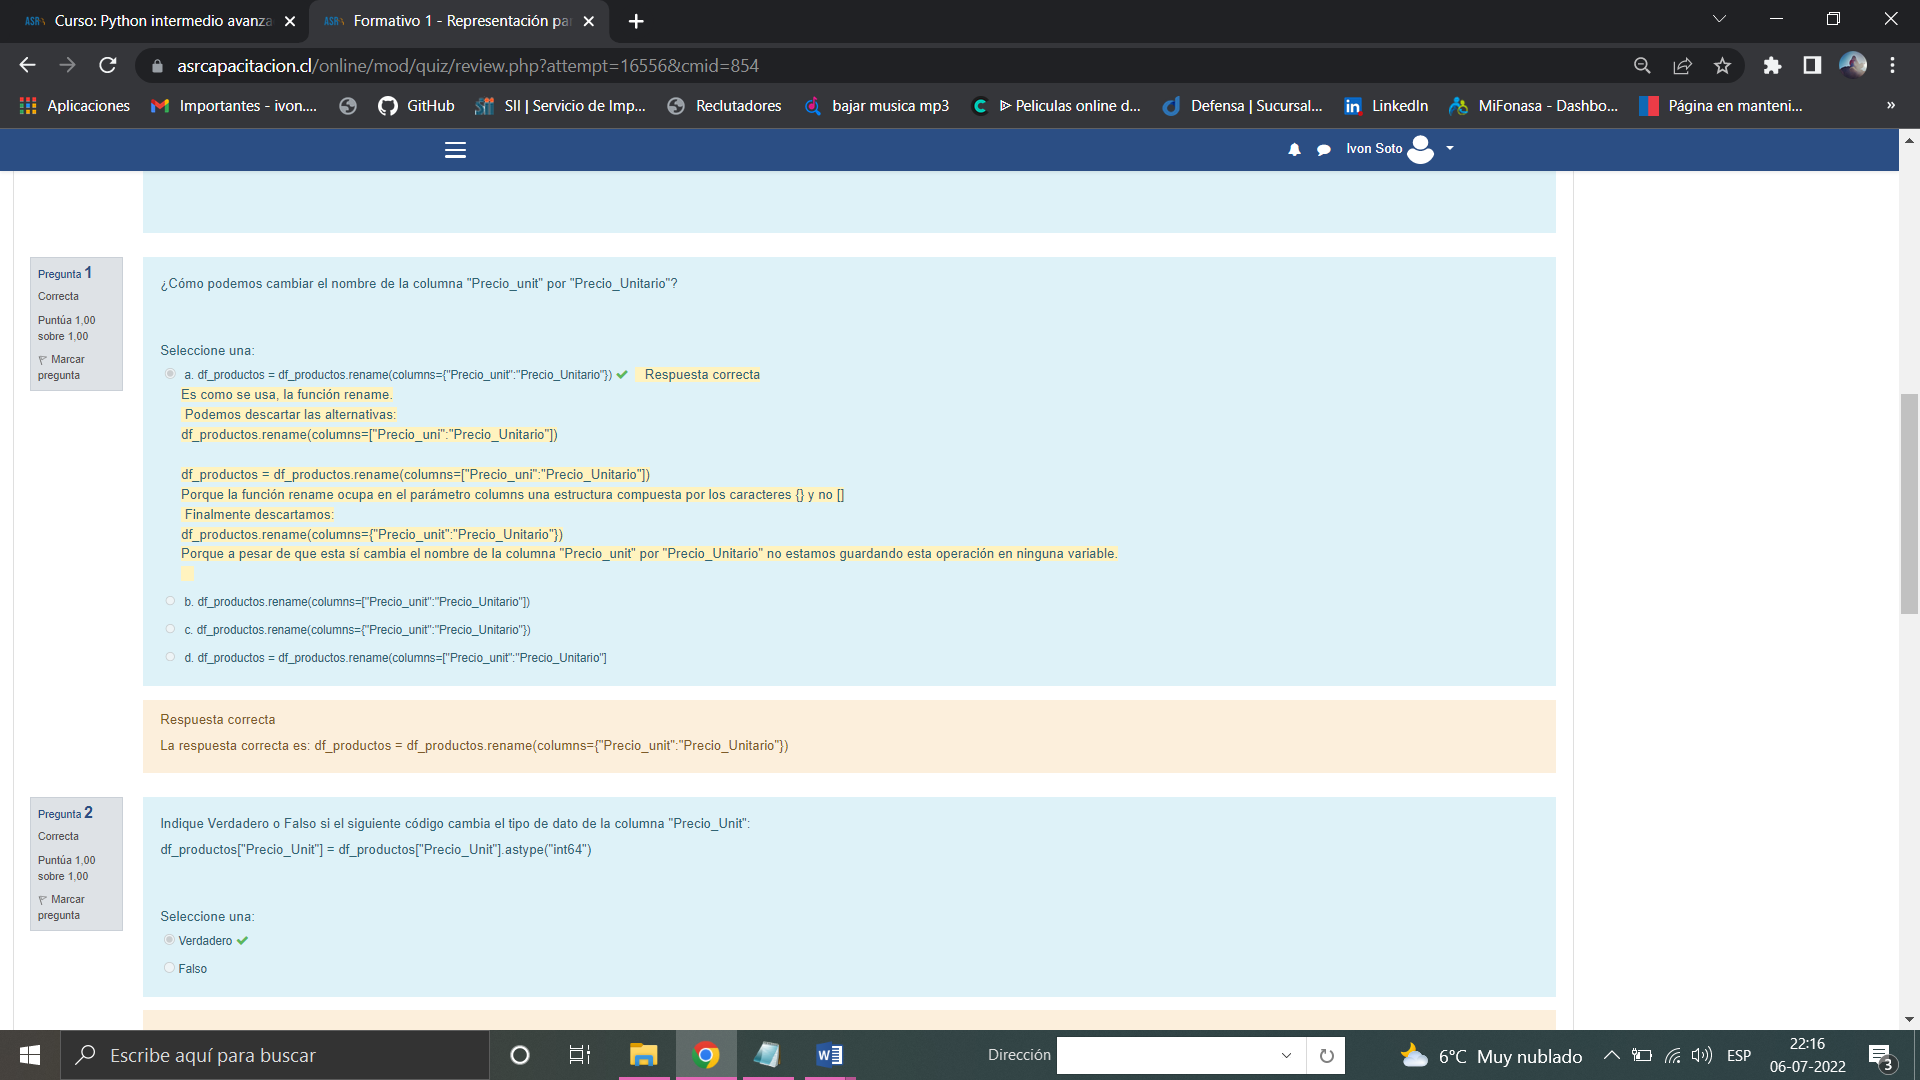 ASR Curso: Python intermedio avanza
ASR Formativo 1 - Representación pa
asrcapacitacion.cl/online/mod/quiz/review.php?attempt=16556&cmid=854
Aplicaciones
Importantes - ivon....
GitHub
SII | Servicio de Imp...
Reclutadores
bajar musica mp3
ᐉ Peliculas online d...
Defensa | Sucursal...
LinkedIn
MiFonasa - Dashbo...
Página en manteni...
»
Ivon Soto
Pregunta 1
Correcta
Puntúa 1,00
sobre 1,00
Marcar
pregunta
¿Cómo podemos cambiar el nombre de la columna "Precio_unit" por "Precio_Unitario"?
Seleccione una:
a. df_productos = df_productos.rename(columns={"Precio_unit":"Precio_Unitario"}) Respuesta correcta
Es como se usa, la función rename.
Podemos descartar las alternativas:
df_productos.rename(columns=["Precio_uni":"Precio_Unitario"])
df_productos = df_productos.rename(columns=["Precio_uni":"Precio_Unitario"])
Porque la función rename ocupa en el parámetro columns una estructura compuesta por los caracteres {} y no []
Finalmente descartamos:
df_productos.rename(columns={"Precio_unit":"Precio_Unitario"})
Porque a pesar de que esta sí cambia el nombre de la columna "Precio_unit" por "Precio_Unitario" no estamos guardando esta operación en ninguna variable.
b. df_productos.rename(columns=["Precio_unit":"Precio_Unitario"])
c. df_productos.rename(columns={"Precio_unit":"Precio_Unitario"})
d. df_productos = df_productos.rename(columns=["Precio_unit":"Precio_Unitario"]
Respuesta correcta
La respuesta correcta es: df_productos = df_productos.rename(columns={"Precio_unit":"Precio_Unitario"})
Pregunta 2
Correcta
Puntúa 1,00
sobre 1,00
Marcar
pregunta
Indique Verdadero o Falso si el siguiente código cambia el tipo de dato de la columna "Precio_Unit":
df_productos["Precio_Unit"] = df_productos["Precio_Unit"].astype("int64")
Seleccione una:
Verdadero
Falso
Escribe aquí para buscar
Dirección
6°C Muy nublado
ESP
22:16
06-07-2022
3